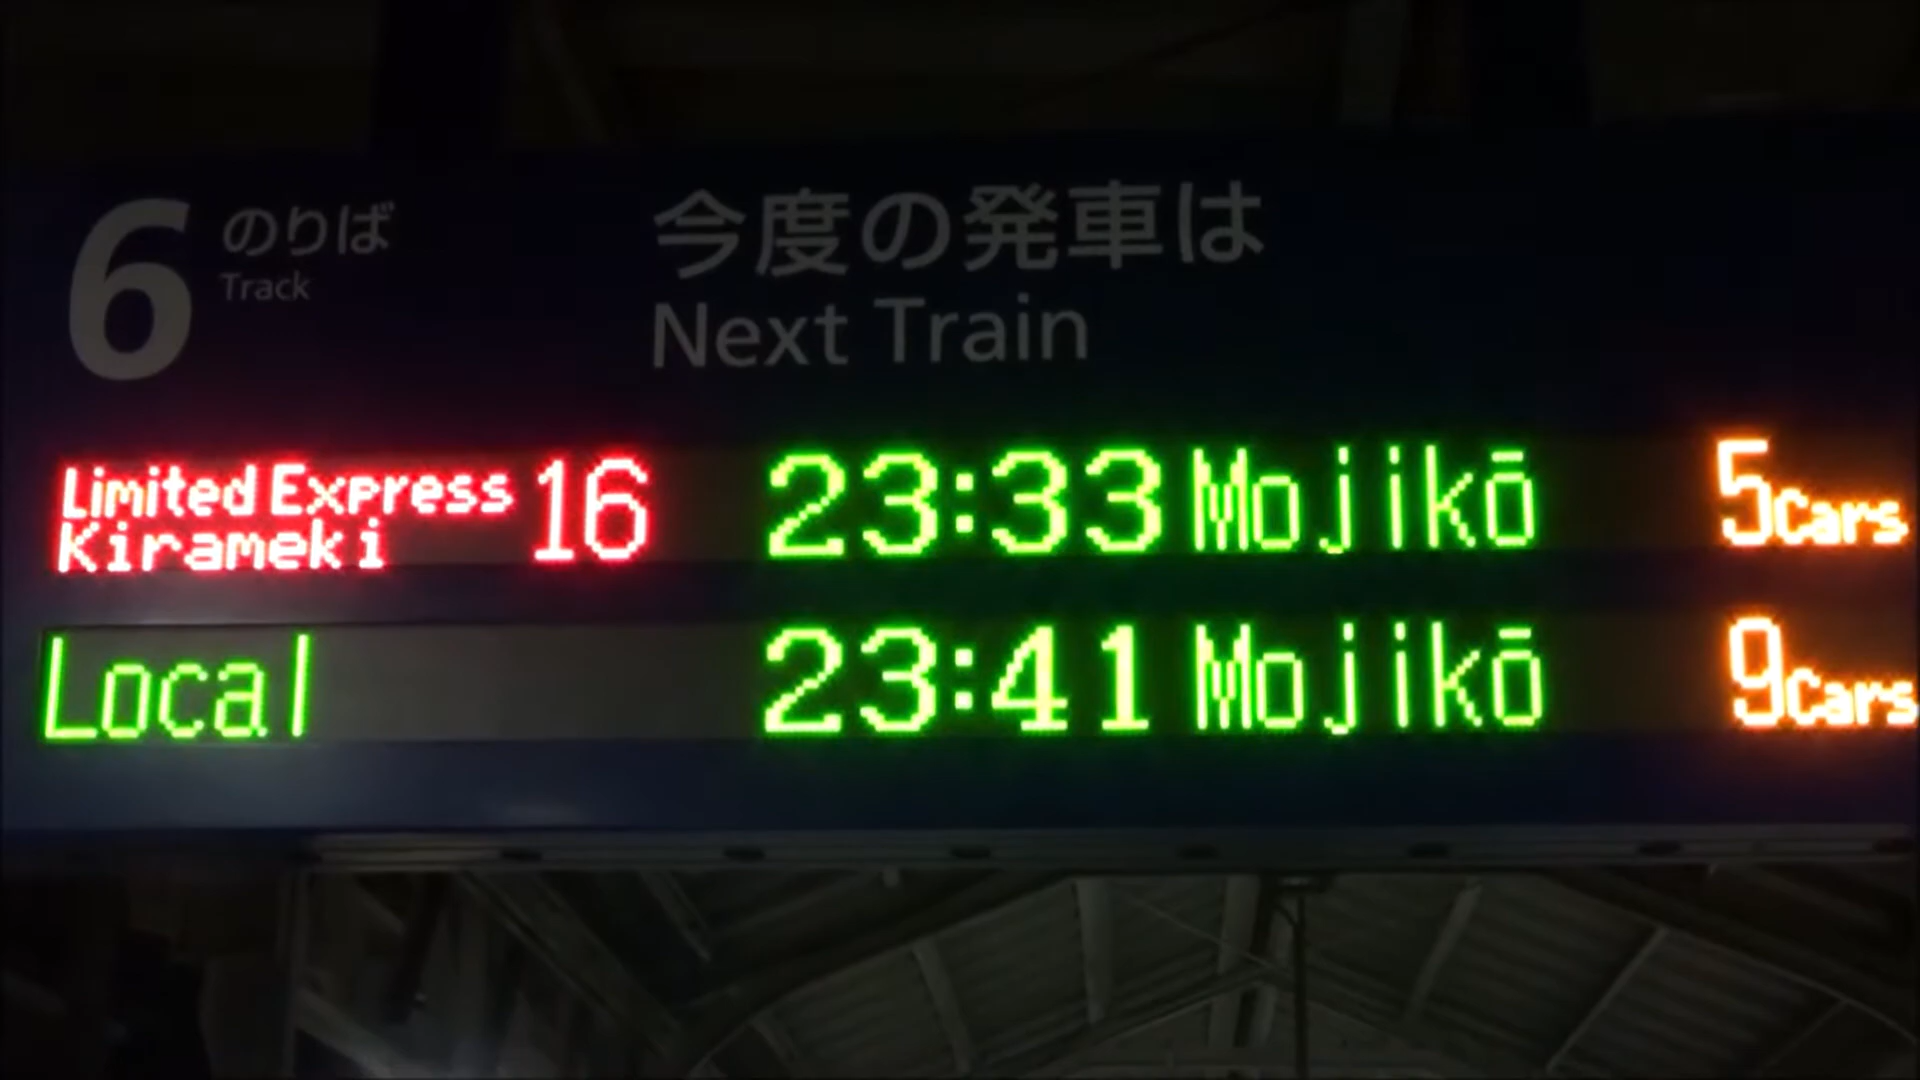 6 のりば
Track
今度の発車は
Next Train
Limited Express
Kirameki 16 23:33 Mojikō 5Cars
Local 23:41 Mojikō 9Cars